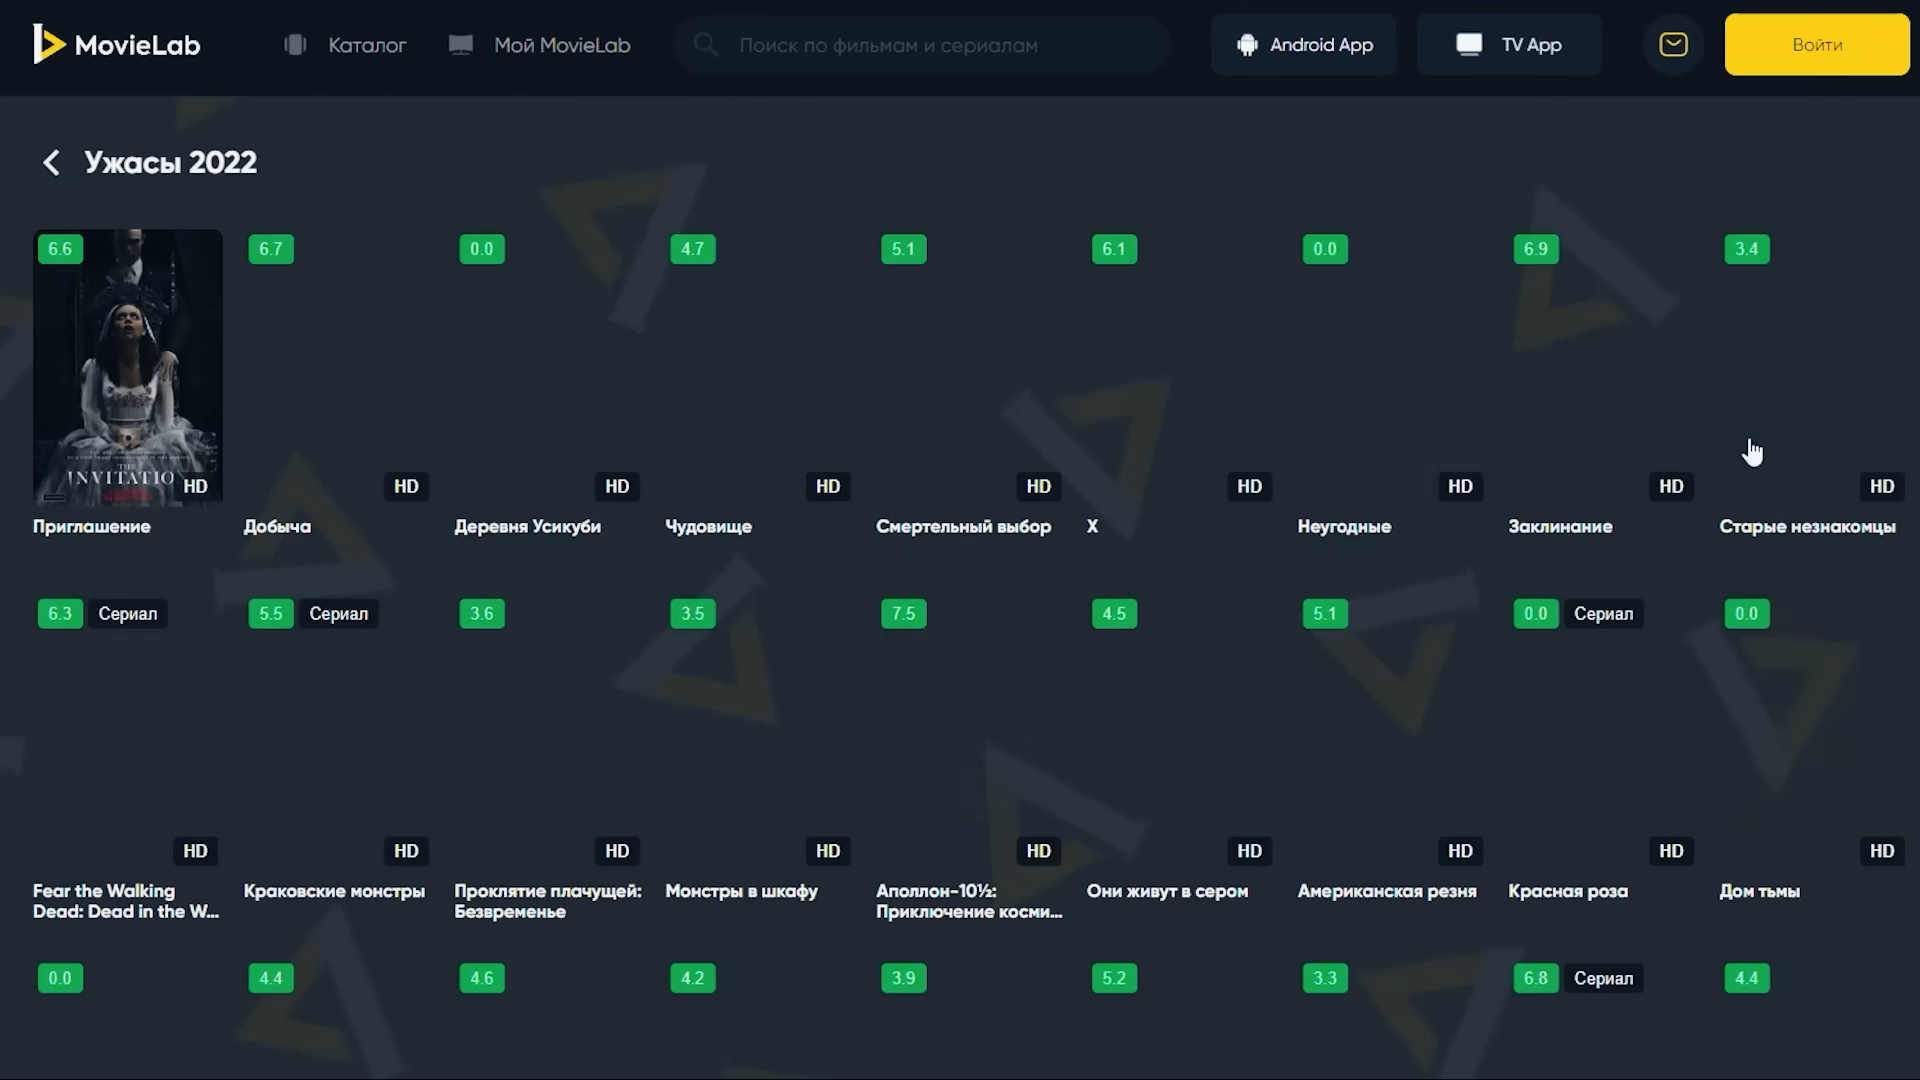 MovieLab
Каталог
Мой MovieLab
Поиск по фильмам и сериалам
Android App
TV App
Войти
Ужасы 2022
6.6
6.7
0.0
4.7
5.1
6.1
0.0
6.9
3.4
THE
INVITATIO
HD
HD
HD
HD
HD
HD
HD
HD
HD
Приглашение
Добыча
Деревня Усикуби
Чудовище
Смертельный выбор
X
Неугодные
Заклинание
Старые незнакомцы
6.3 Сериал
5.5 Сериал
3.6
3.5
7.5
4.5
5.1
0.0 Сериал
0.0
HD
HD
HD
HD
HD
HD
HD
HD
HD
Fear the Walking
Dead: Dead in the W...
Краковские монстры
Проклятие плачущей:
Безвременье
Монстры в шкафу
Аполлон-10½:
Приключение косми...
Они живут в сером
Американская резня
Красная роза
Дом тьмы
0.0
4.4
4.6
4.2
3.9
5.2
3.3
6.8 Сериал
4.4